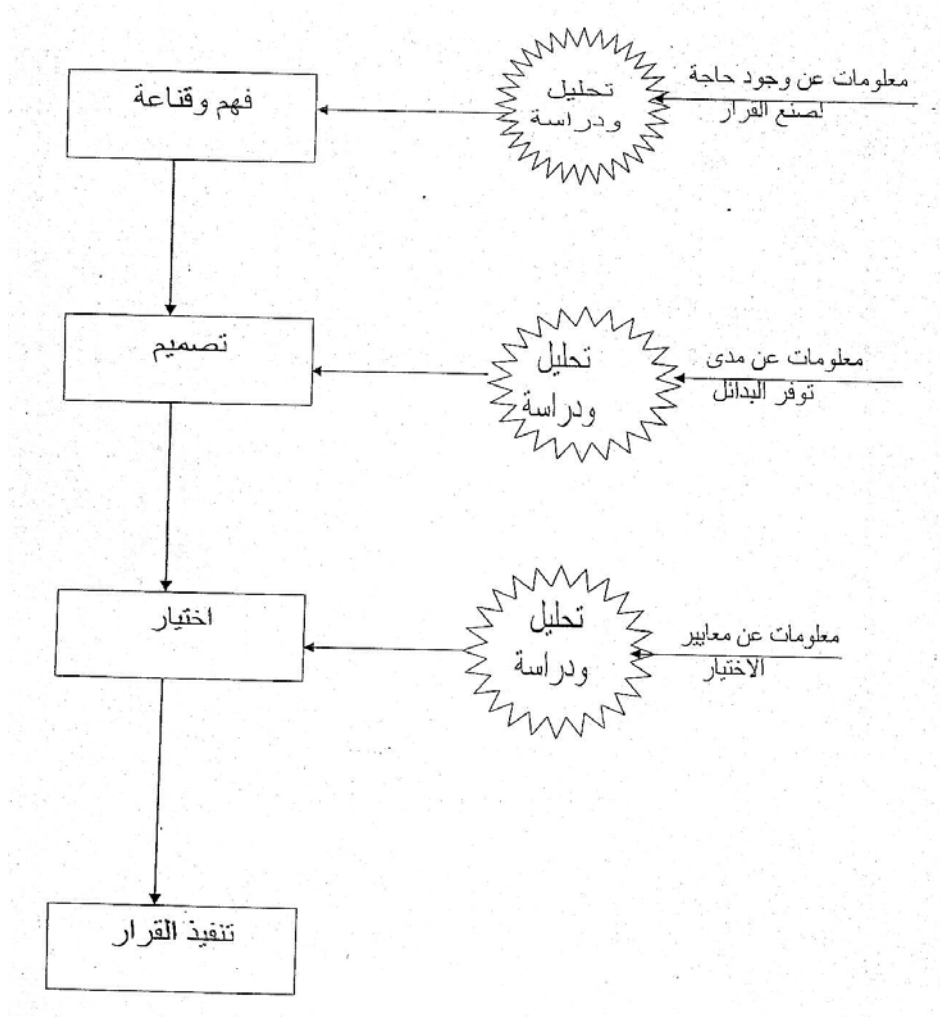 معلومات عن وجود حاجة
لصنع القرار
تحليل
ودراسة
فهم وقناعة
معلومات عن مدى
توفر البدائل
تحليل
ودراسة
تصميم
معلومات عن معايير
الاختيار
تحليل
ودراسة
اختيار
تنفيذ القرار